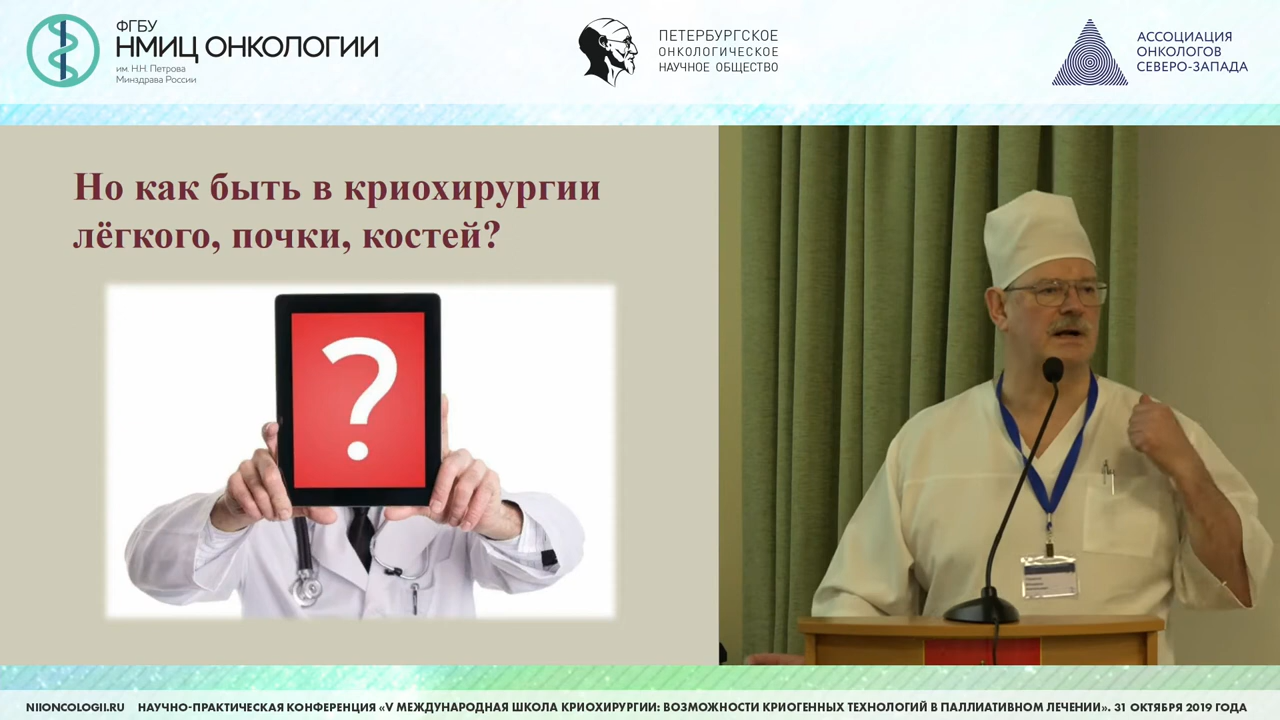 ФГБУ
НМИЦ ОНКОЛОГИИ
им. Н.Н. Петрова
Минздрава России
ПЕТЕРБУРГСКОЕ
ОНКОЛОГИЧЕСКОЕ
НАУЧНОЕ ОБЩЕСТВО
АССОЦИАЦИЯ
ОНКОЛОГОВ
СЕВЕРО-ЗАПАДА
Но как быть в криохирургии
лёгкого, почки, костей?
?
NIIONCOLOGII.RU НАУЧНО-ПРАКТИЧЕСКАЯ КОНФЕРЕНЦИЯ «V МЕЖДУНАРОДНАЯ ШКОЛА КРИОХИРУРГИИ: ВОЗМОЖНОСТИ КРИОГЕННЫХ ТЕХНОЛОГИЙ В ПАЛЛИАТИВНОМ ЛЕЧЕНИИ». 31 ОКТЯБРЯ 2019 ГОДА